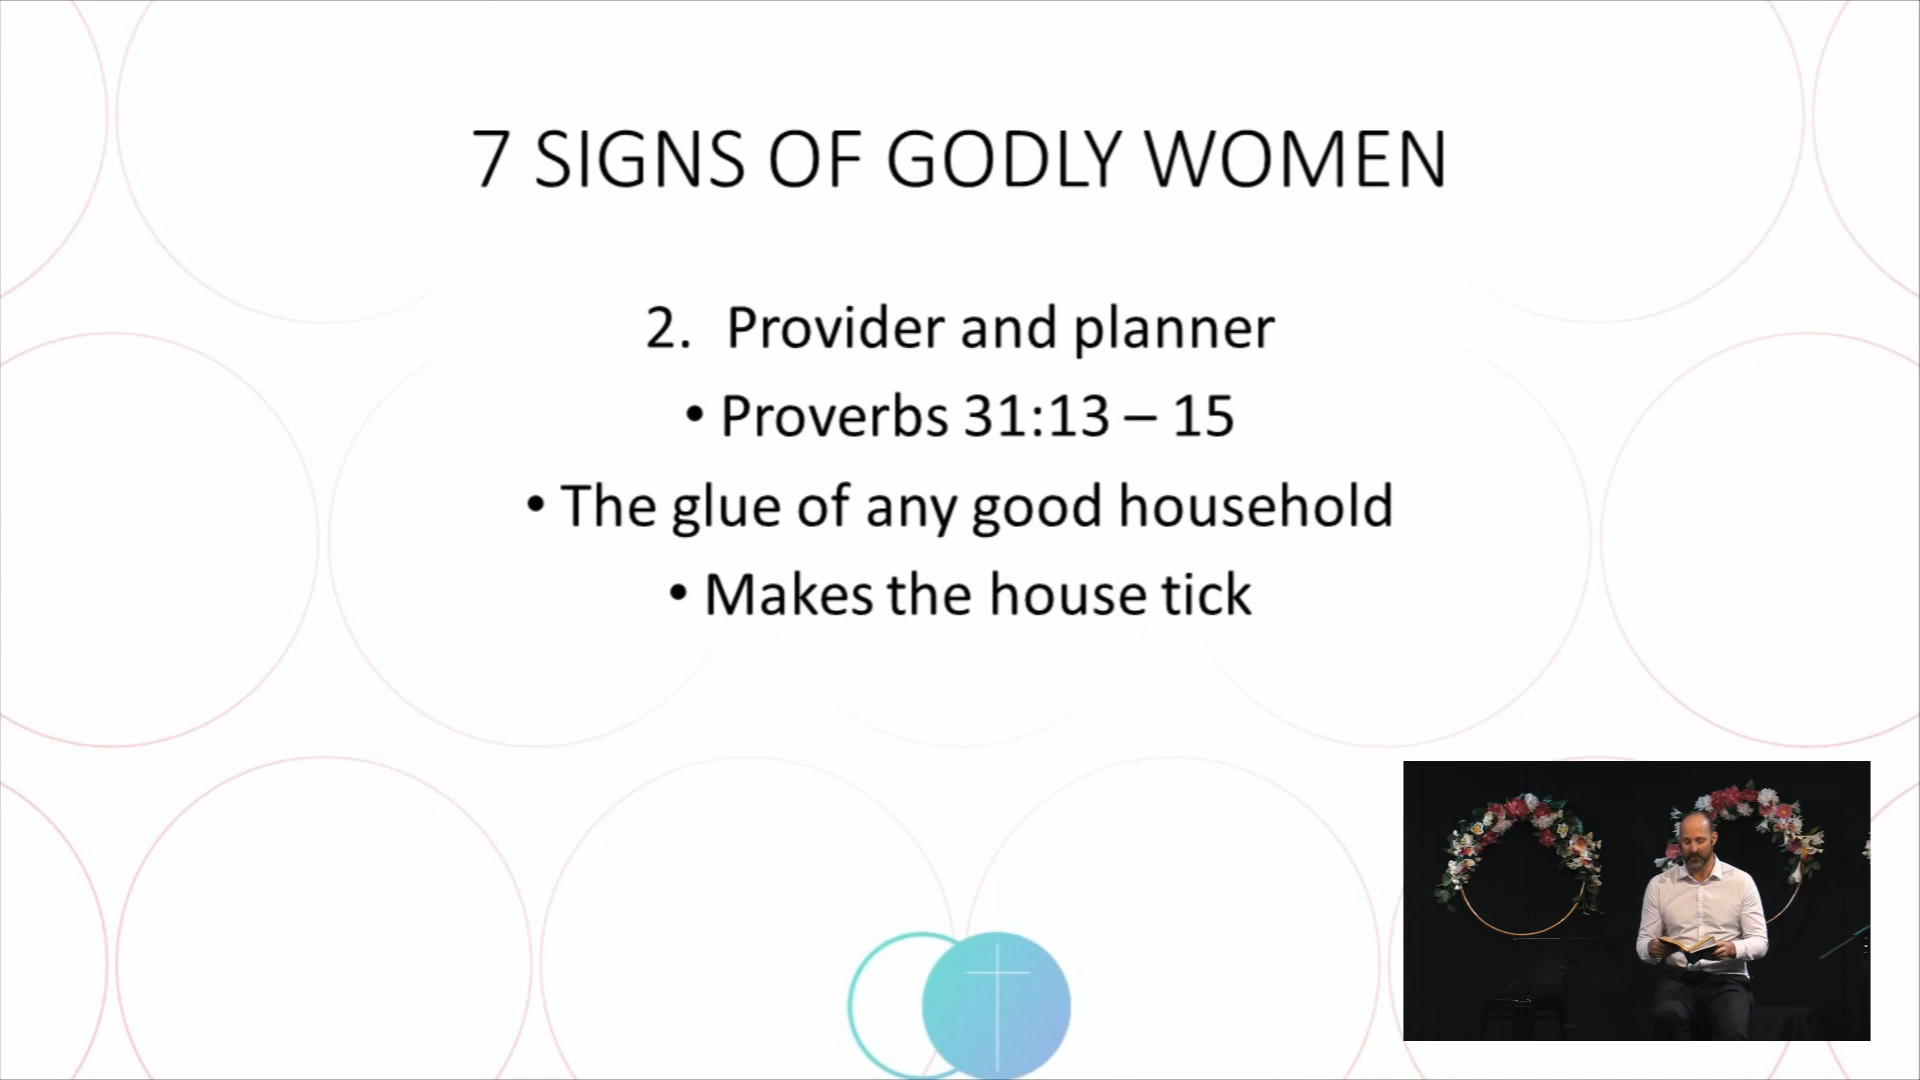 7 SIGNS OF GODLY WOMEN
2. Provider and planner
• Proverbs 31:13 – 15
• The glue of any good household
• Makes the house tick